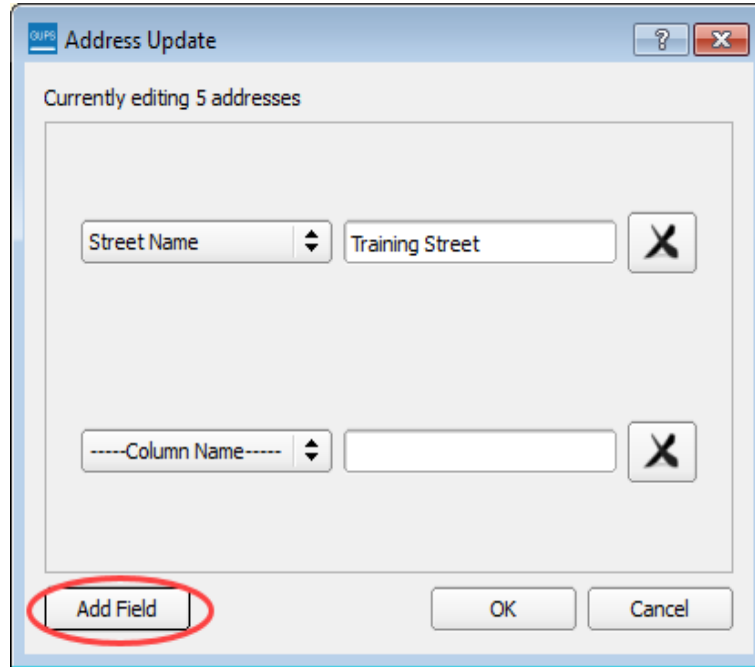 GUPS Address Update
Currently editing 5 addresses
Street Name Training Street
-----Column Name-----
Add Field OK Cancel